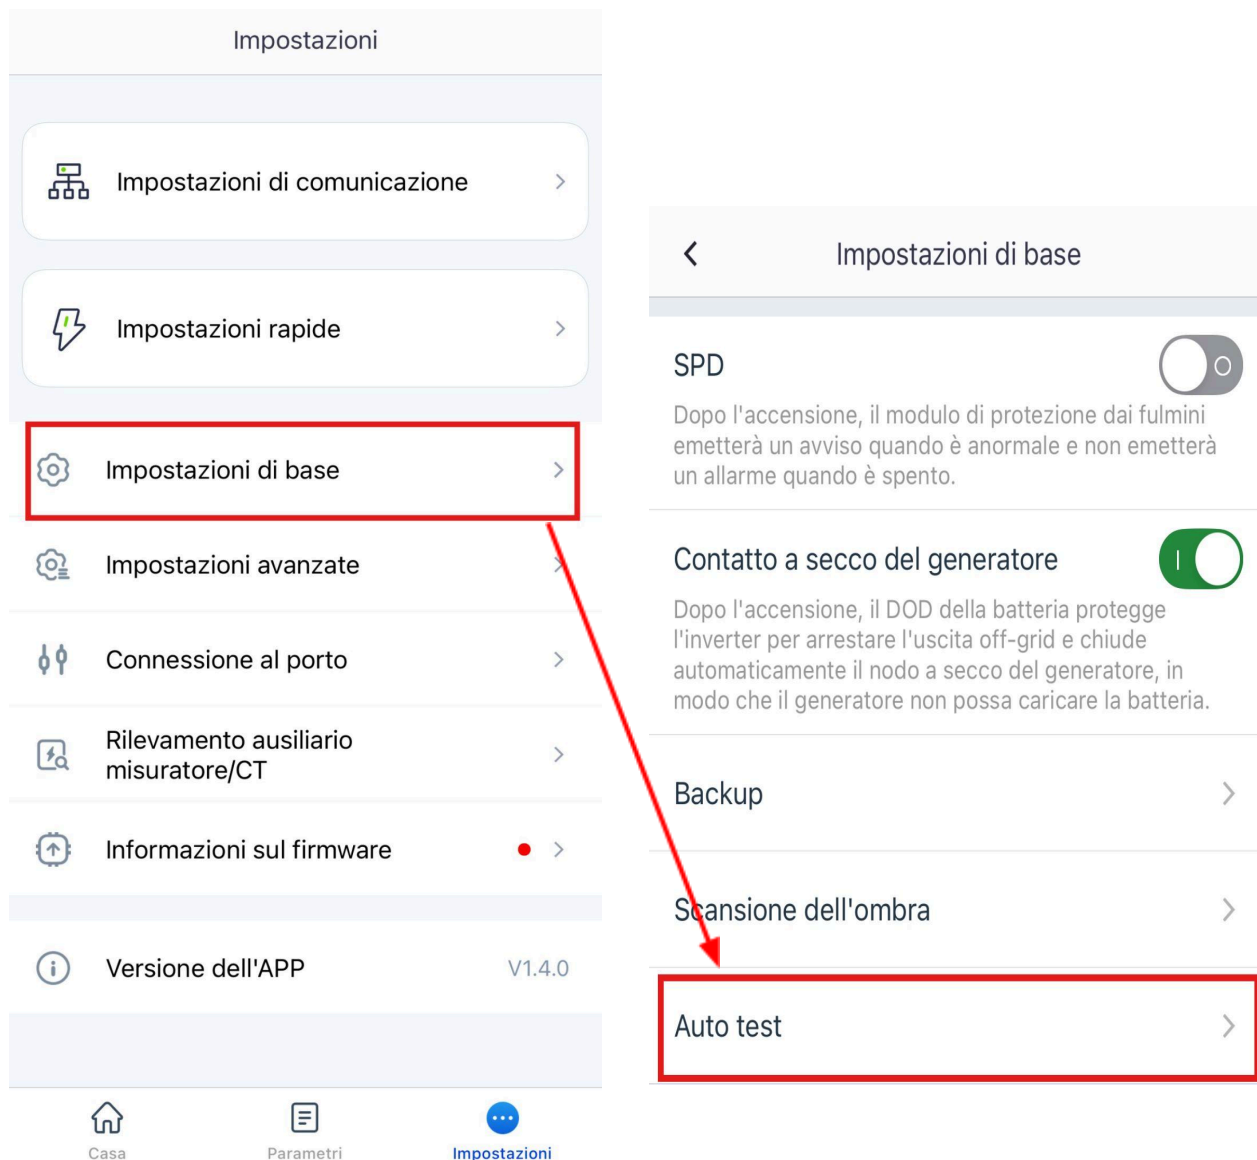 Impostazioni
Impostazioni di comunicazione
Impostazioni rapide
Impostazioni di base
Impostazioni avanzate
Connessione al porto
Rilevamento ausiliario
misuratore/CT
Informazioni sul firmware
Versione dell'APP V1.4.0
Casa Parametri Impostazioni
Impostazioni di base
SPD
Dopo l'accensione, il modulo di protezione dai fulmini
emetterà un avviso quando è anormale e non emetterà
un allarme quando è spento.
Contatto a secco del generatore
Dopo l'accensione, il DOD della batteria protegge
l'inverter per arrestare l'uscita off-grid e chiude
automaticamente il nodo a secco del generatore, in
modo che il generatore non possa caricare la batteria.
Backup
Scansione dell'ombra
Auto test